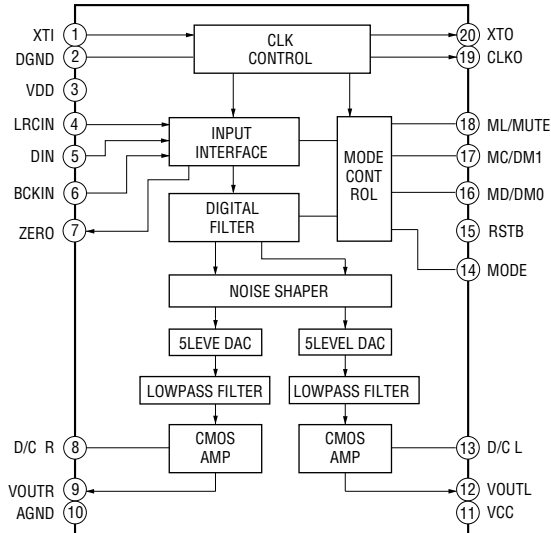 XTI 1
DGND 2
VDD 3
LRCIN 4
DIN 5
BCKIN 6
ZERO 7
D/C R 8
VOUTR 9
AGND 10
CLK
CONTROL
INPUT
INTERFACE
DIGITAL
FILTER
MODE
CONT
ROL
NOISE SHAPER
5LEVE DAC
5LEVEL DAC
LOWPASS FILTER
LOWPASS FILTER
CMOS
AMP
CMOS
AMP
20 XTO
19 CLKO
18 ML/MUTE
17 MC/DM1
16 MD/DM0
15 RSTB
14 MODE
13 D/C L
12 VOUTL
11 VCC